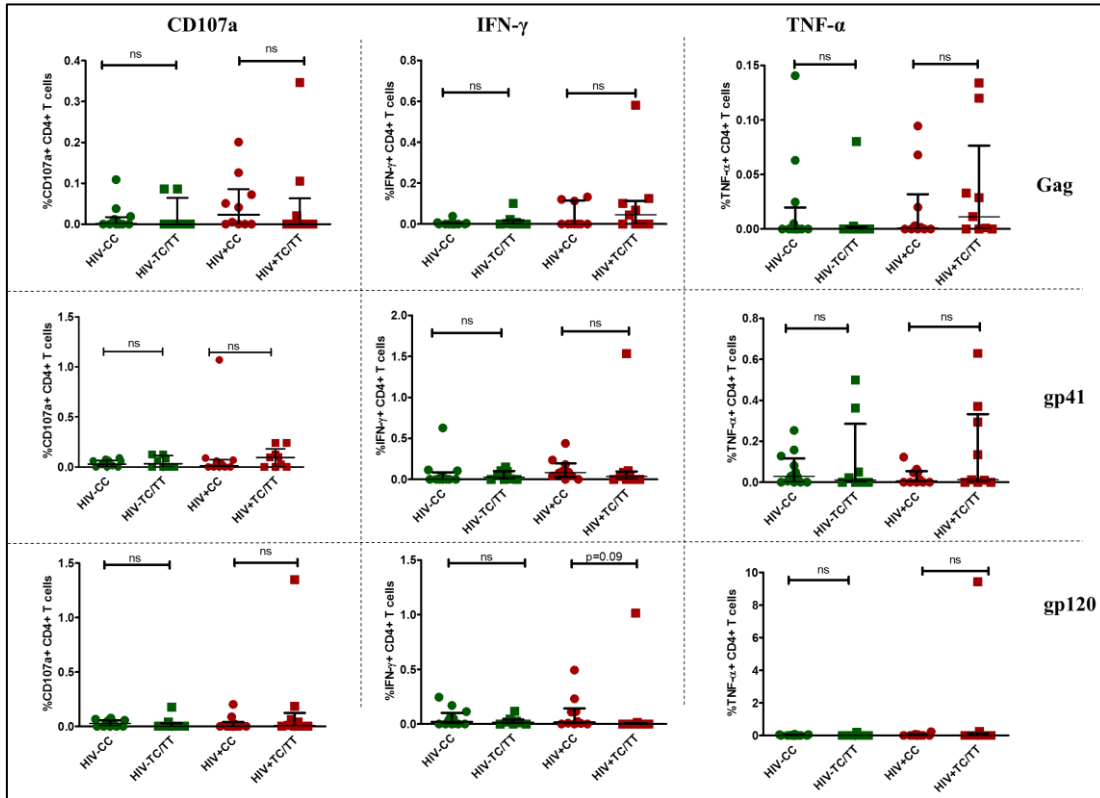 CD107a
IFN-γ
TNF-α
%CD107a+ CD4+ T cells
0.4
0.3
0.2
0.1
0.0
ns
ns
HIV-CC
HIV-TC/TT
HIV+CC
HIV+TC/TT
%IFN-γ+ CD4+ T cells
0.8
0.6
0.4
0.2
0.0
ns
ns
HIV-CC
HIV-TC/TT
HIV+CC
HIV+TC/TT
%TNF-α+ CD4+ T cells
0.15
0.10
0.05
0.00
ns
ns
HIV-CC
HIV-TC/TT
HIV+CC
HIV+TC/TT
Gag
%CD107a+ CD4+ T cells
1.5
1.0
0.5
0.0
ns
ns
HIV-CC
HIV-TC/TT
HIV+CC
HIV+TC/TT
%IFN-γ+ CD4+ T cells
2.0
1.5
1.0
0.5
0.0
ns
ns
HIV-CC
HIV-TC/TT
HIV+CC
HIV+TC/TT
%TNF-α+ CD4+ T cells
0.8
0.6
0.4
0.2
0.0
ns
ns
HIV-CC
HIV-TC/TT
HIV+CC
HIV+TC/TT
gp41
%CD107a+ CD4+ T cells
1.5
1.0
0.5
0.0
ns
ns
HIV-CC
HIV-TC/TT
HIV+CC
HIV+TC/TT
%IFN-γ+ CD4+ T cells
1.5
1.0
0.5
0.0
ns
p=0.09
HIV-CC
HIV-TC/TT
HIV+CC
HIV+TC/TT
%TNF-α+ CD4+ T cells
10
8
6
4
2
0
ns
ns
HIV-CC
HIV-TC/TT
HIV+CC
HIV+TC/TT
gp120